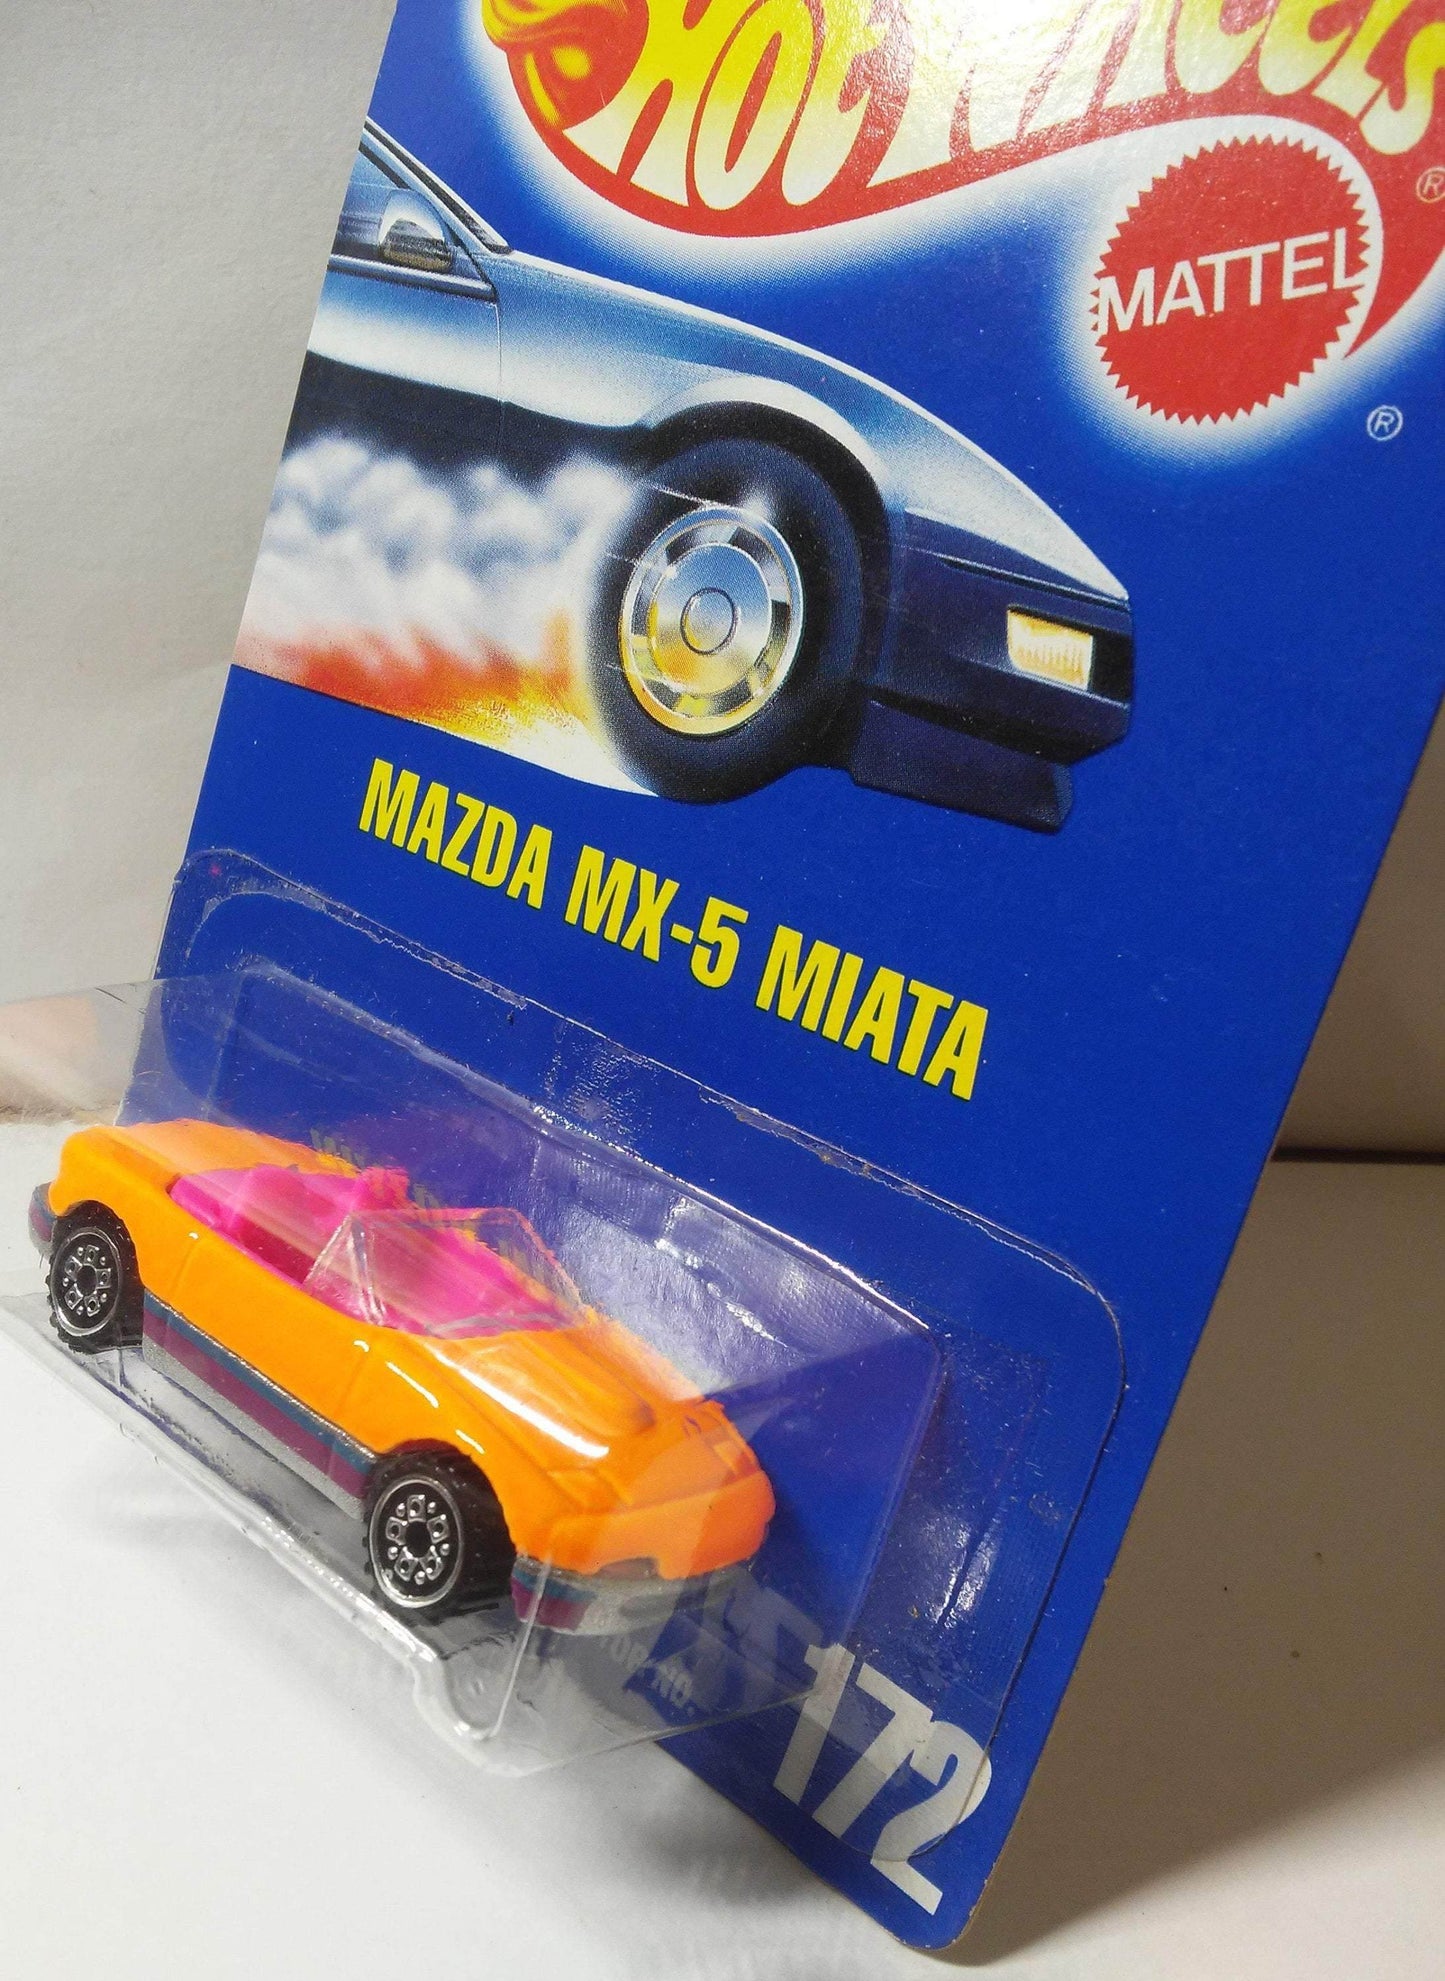 HOT WHEELS
®
MATTEL
®
MAZDA MX-5 MIATA
172